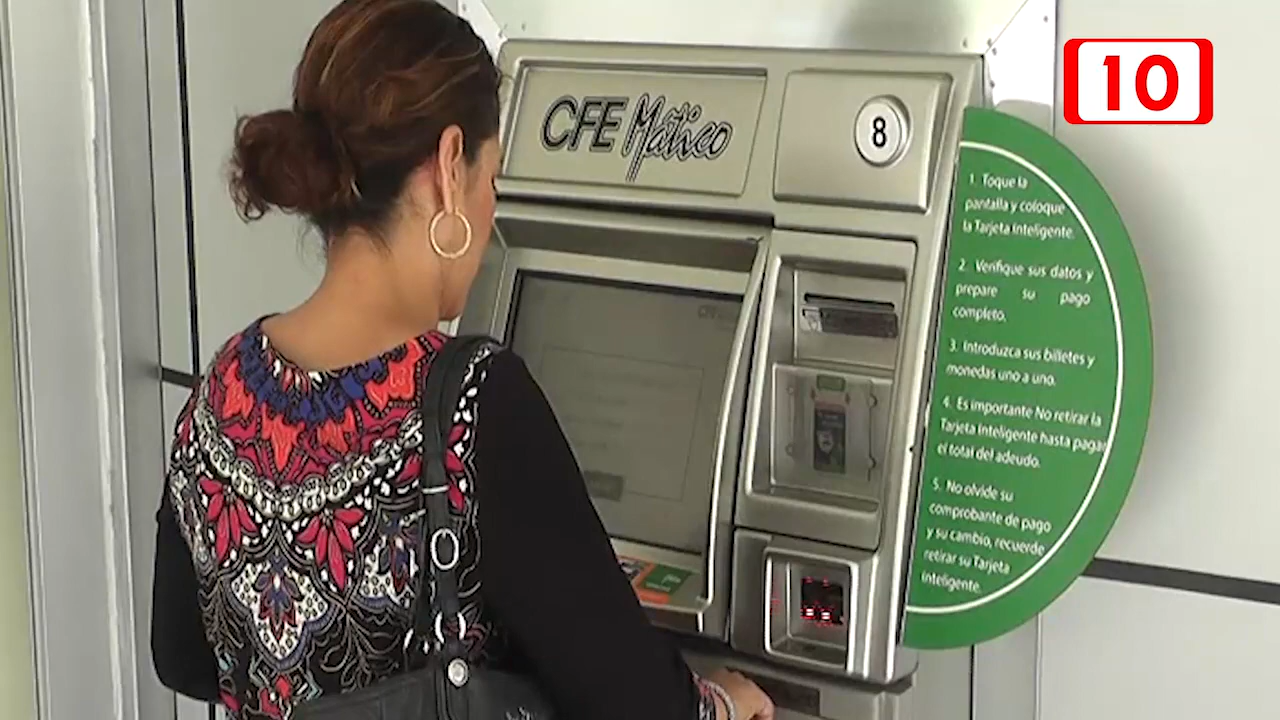 10
CFE Mático
8
1. Toque la
pantalla y coloque
la Tarjeta Inteligente.
2. Verifique sus datos y
prepare su pago
completo.
3. Introduzca sus billetes y
monedas uno a uno.
4. Es importante No retirar la
Tarjeta Inteligente hasta pagar
el total del adeudo.
5. No olvide su
comprobante de pago
y su cambio, recuerde
retirar su Tarjeta
Inteligente.